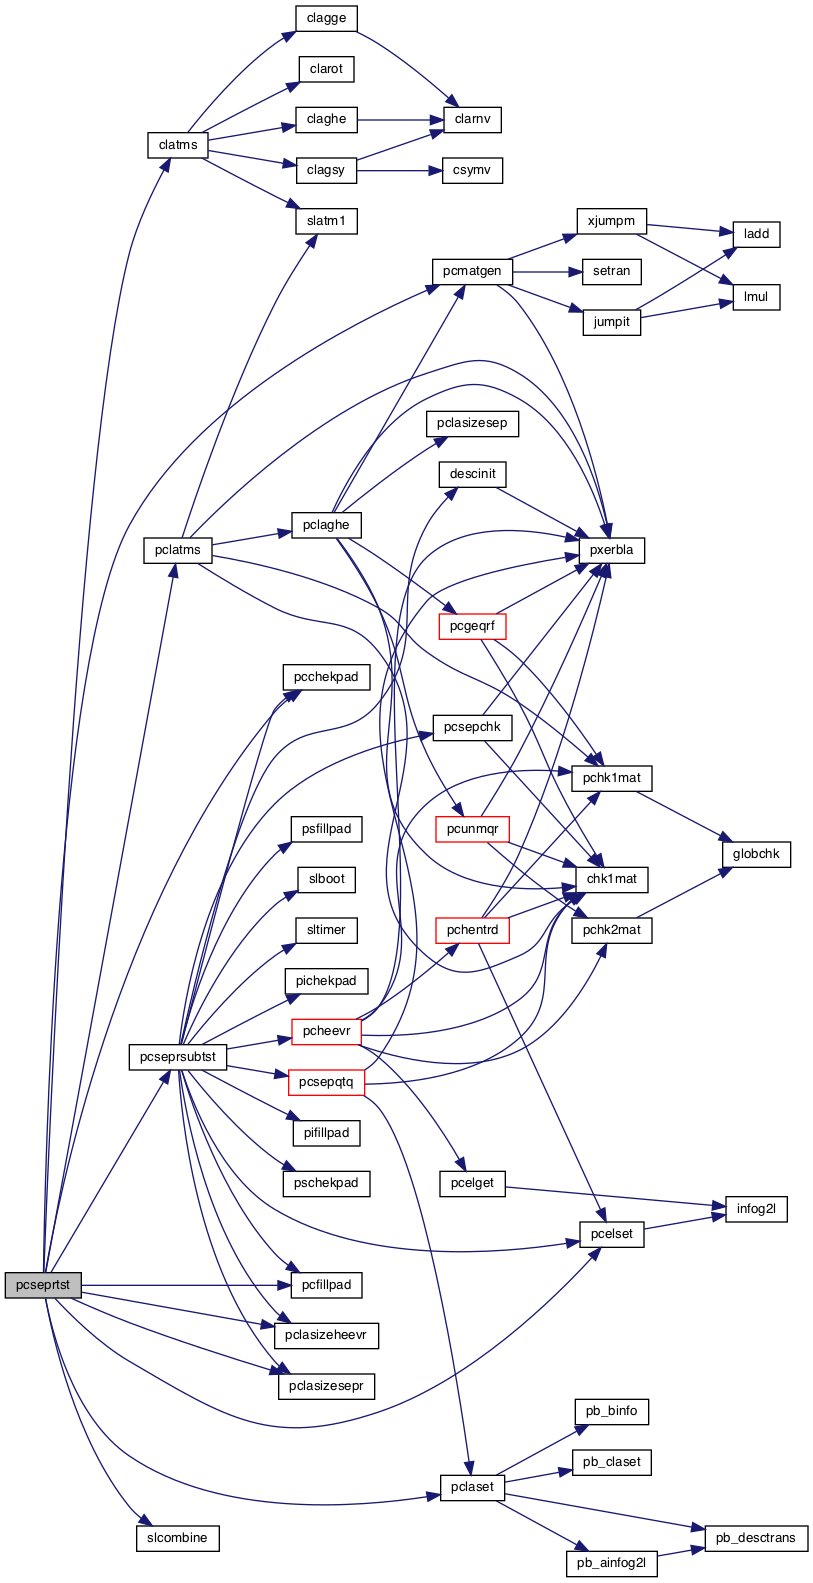 clagge
clarot
claghe
clarnv
clatms
clagsy
csymv
slatm1
xjumpm
ladd
pcmatgen
setran
lmul
jumpit
pclasizesep
descinit
pclaghe
pclatms
pxerbla
pcgeqrf
pcchekpad
pcsepchk
pchk1mat
psfillpad
pcunmqr
globchk
slboot
chk1mat
sltimer
pchentrd
pchk2mat
pichekpad
pcheevr
pcseprsubtst
pcsepqtq
pifillpad
pschekpad
pcelget
infog2l
pcelset
pcseprtst
pcfillpad
pclasizeheevr
pclasizesepr
pb_binfo
pb_claset
pclaset
slcombine
pb_desctrans
pb_ainfog2l